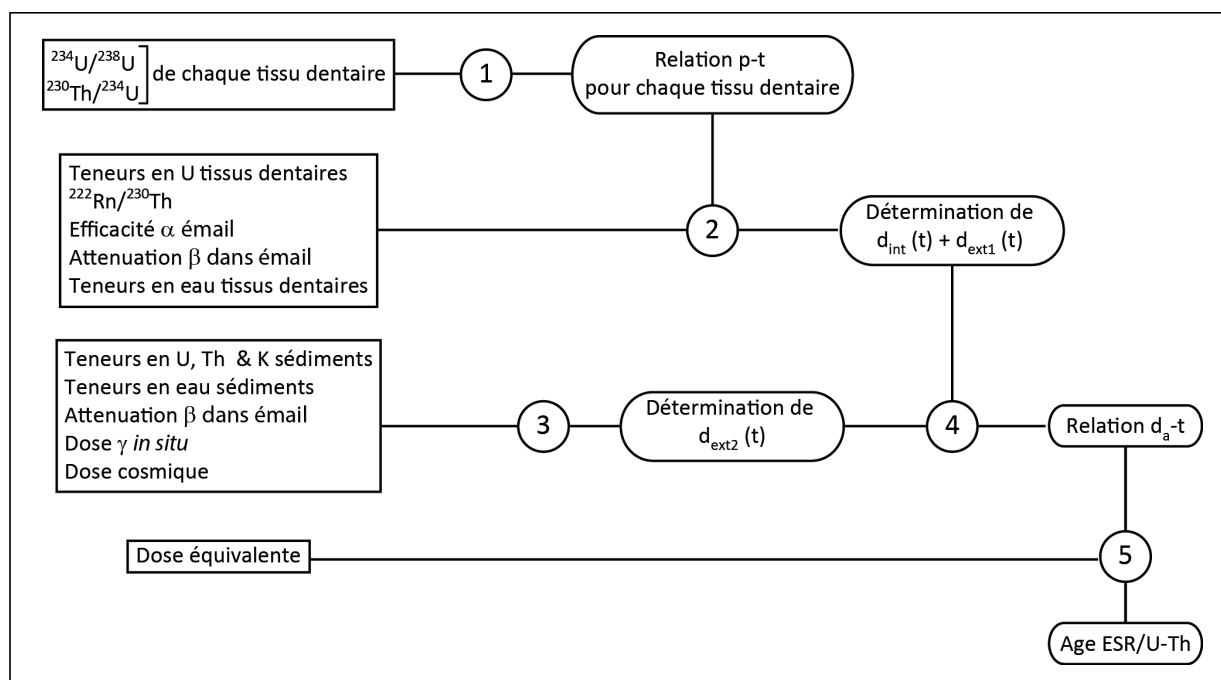 ²³⁴U/²³⁸U
²³⁰Th/²³⁴U
de chaque tissu dentaire
1
Relation p-t
pour chaque tissu dentaire
Teneurs en U tissus dentaires
²²²Rn/²³⁰Th
Efficacité α émail
Attenuation β dans émail
Teneurs en eau tissus dentaires
2
Détermination de
d_int (t) + d_ext1 (t)
Teneurs en U, Th & K sédiments
Teneurs en eau sédiments
Attenuation β dans émail
Dose γ in situ
Dose cosmique
3
Détermination de
d_ext2 (t)
4
Relation d_a-t
Dose équivalente
5
Age ESR/U-Th